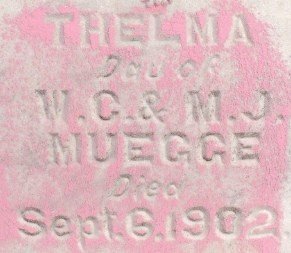 THELMA
Dau of
W.C.& M.J.
MUEGGE
Died
Sept.6.1902.